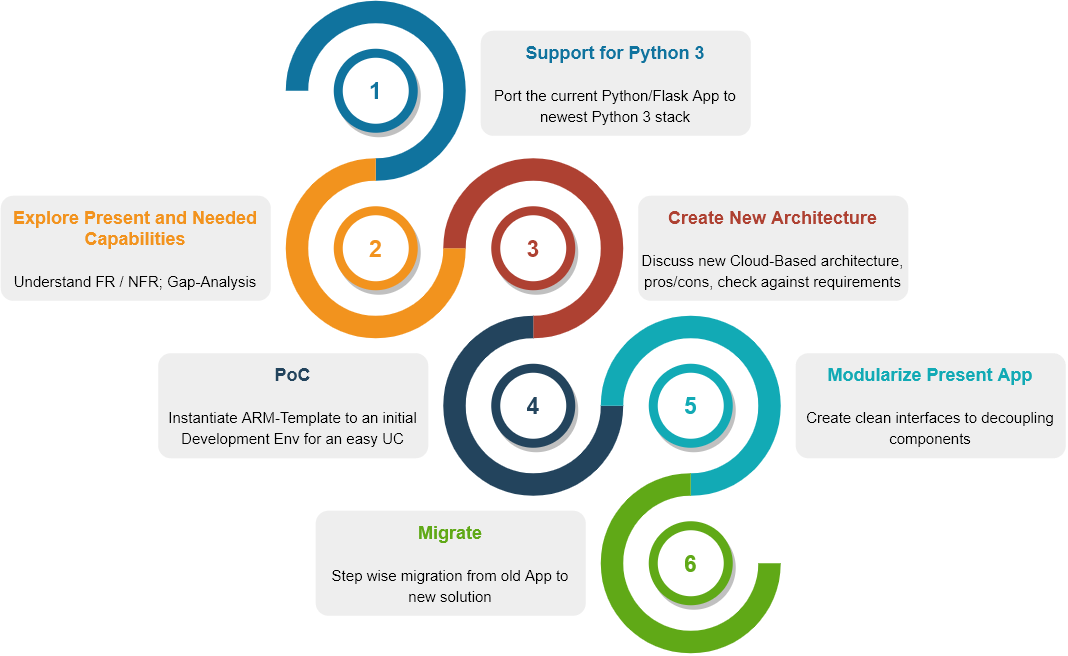 1
Support for Python 3
Port the current Python/Flask App to
newest Python 3 stack
Explore Present and Needed
Capabilities
Understand FR / NFR; Gap-Analysis
2
3
Create New Architecture
Discuss new Cloud-Based architecture,
pros/cons, check against requirements
PoC
Instantiate ARM-Template to an initial
Development Env for an easy UC
4
5
Modularize Present App
Create clean interfaces to decoupling
components
Migrate
Step wise migration from old App to
new solution
6